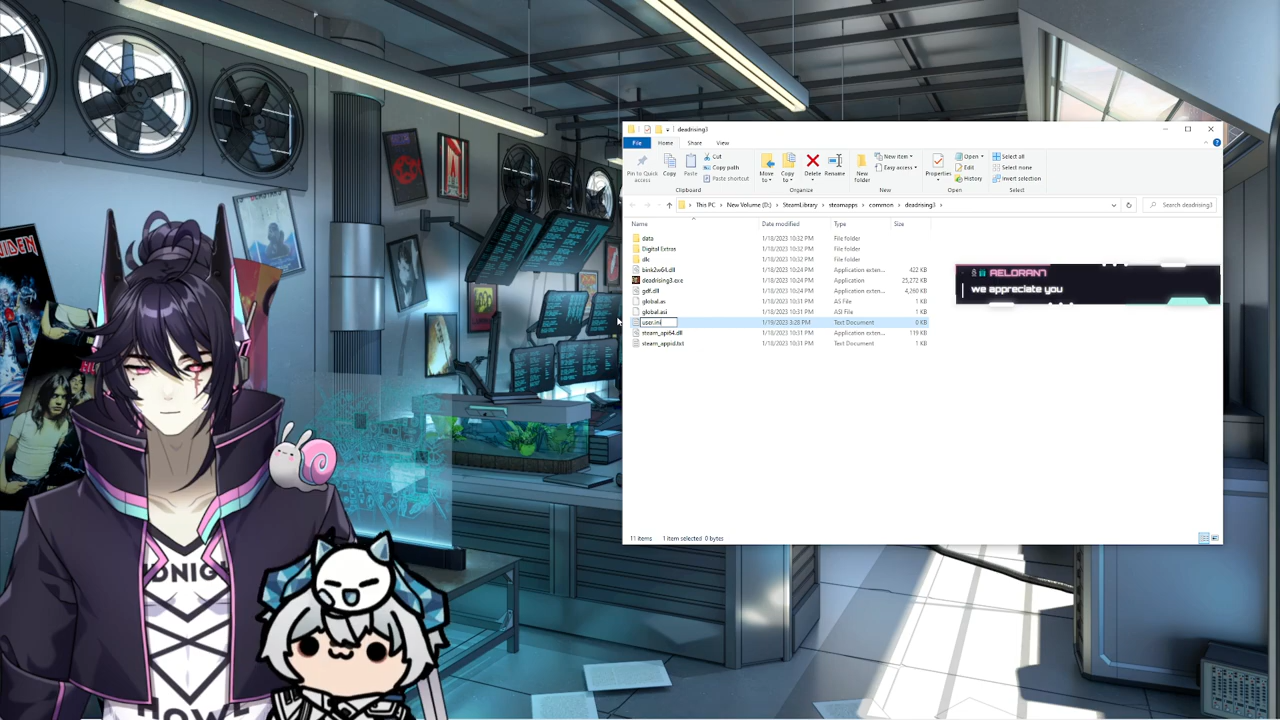 deadrising3
File
Home
Share
View
Pin to Quick access
Copy
Paste
Cut
Copy path
Paste shortcut
Move to
Copy to
Delete
Rename
New folder
New item
Easy access
Properties
Open
Edit
History
Select all
Select none
Invert selection
Clipboard
Organize
New
Open
Select
This PC > New Volume (D:) > SteamLibrary > steamapps > common > deadrising3 >
Search deadrising3
Name Date modified Type Size
data 1/18/2023 10:32 PM File folder
Digital Extras 1/18/2023 10:32 PM File folder
dlc 1/18/2023 10:32 PM File folder
bink2w64.dll 1/18/2023 10:24 PM Application exten... 422 KB
deadrising3.exe 1/18/2023 10:24 PM Application 25,272 KB
gdf.dll 1/18/2023 10:24 PM Application exten... 4,260 KB
global.as 1/18/2023 10:31 PM AS File 1 KB
global.asi 1/18/2023 10:31 PM ASI File 1 KB
user.ini 1/19/2023 3:28 PM Text Document 0 KB
steam_api64.dll 1/18/2023 10:31 PM Application exten... 119 KB
steam_appid.txt 1/18/2023 10:31 PM Text Document 1 KB
11 items 1 item selected 0 bytes
AELORAN7
we appreciate you
MAIDEN
DNIG
HOWL